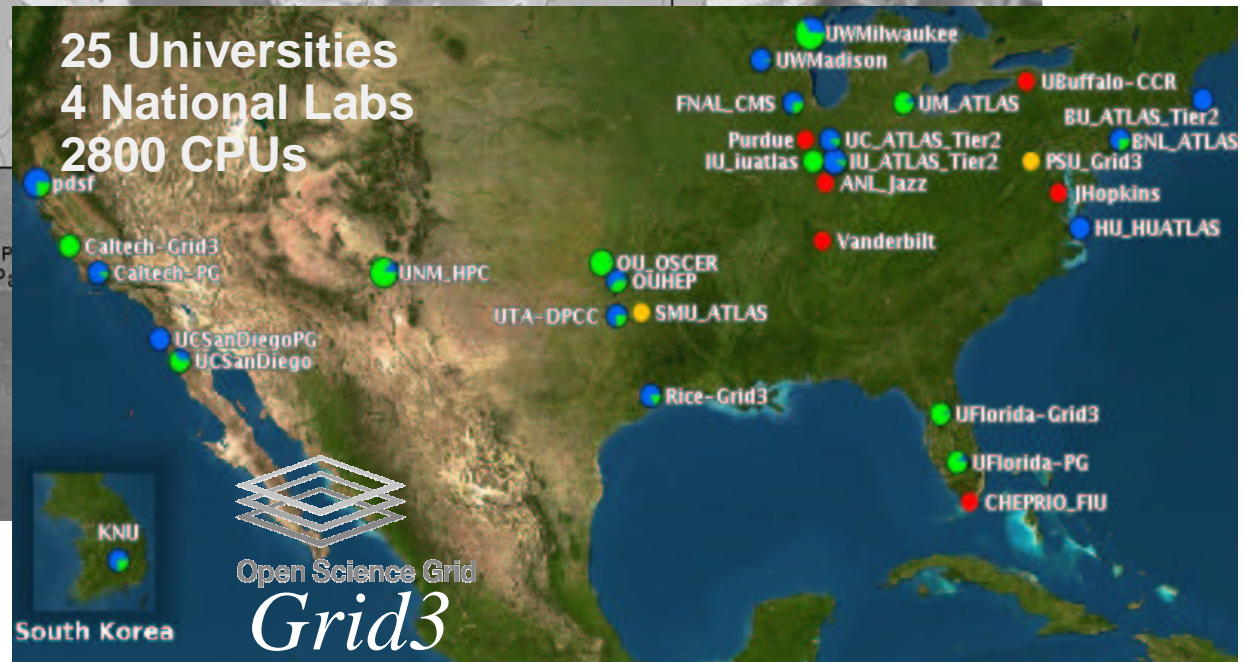 25 Universities
4 National Labs
2800 CPUs
UWMilwaukee
UWMadison
FNAL_CMS
UM_ATLAS
UBuffalo-CCR
BU_ATLAS_Tier2
Purdue
UC_ATLAS_Tier2
BNL_ATLAS
IU_iuatlas
IU_ATLAS_Tier2
PSU_Grid3
ANL_Jazz
JHopkins
HU_HUATLAS
Vanderbilt
pdsf
Caltech-Grid3
Caltech-PG
UNM_HPC
OU_OSCER
OUHEP
UTA-DPCC
SMU_ATLAS
UCSanDiegoPG
UCSanDiego
Rice-Grid3
UFlorida-Grid3
UFlorida-PG
CHEPRIO_FIU
KNU
South Korea
Open Science Grid
Grid3